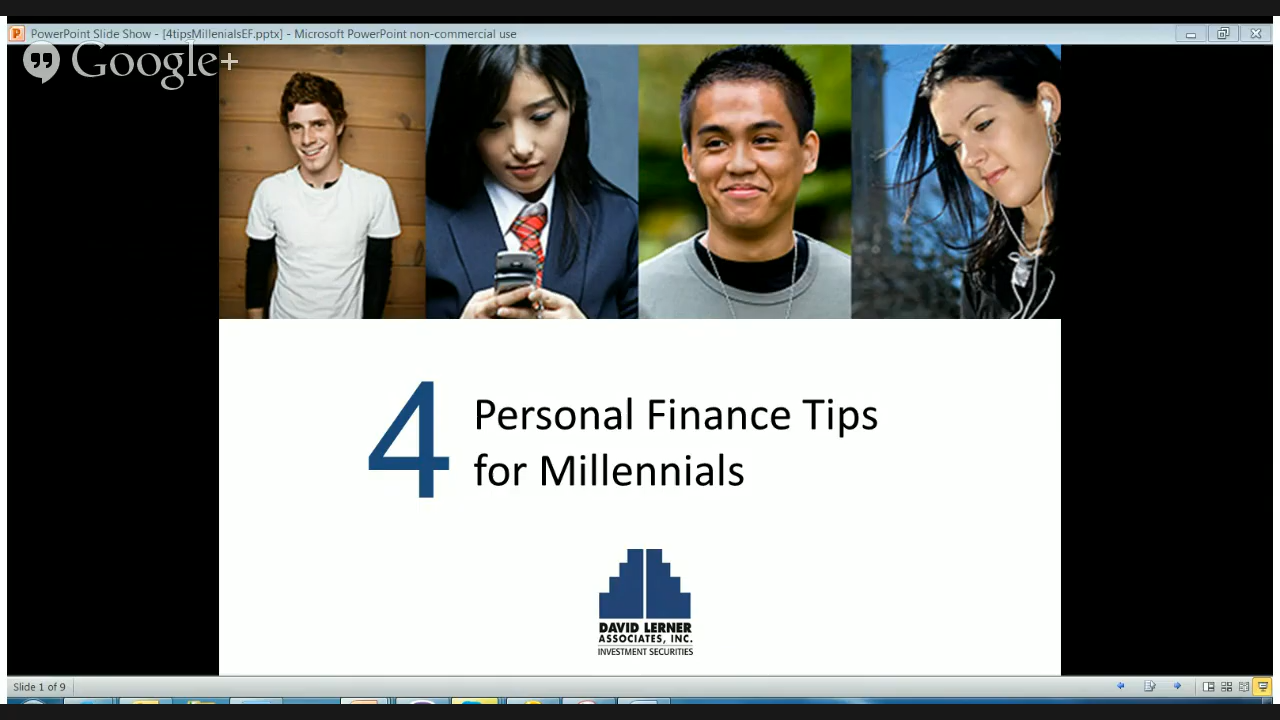 PowerPoint Slide Show - [4tipsMillenialsEF.pptx] - Microsoft PowerPoint non-commercial use
Google+
4 Personal Finance Tips
for Millennials
DAVID LERNER
ASSOCIATES, INC.
INVESTMENT SECURITIES
Slide 1 of 9